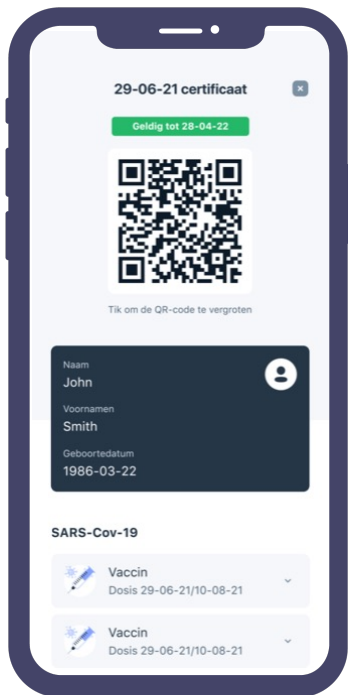 29-06-21 certificaat
Geldig tot 28-04-22
Tik om de QR-code te vergroten
Naam
John
Voornamen
Smith
Geboortedatum
1986-03-22
SARS-Cov-19
Vaccin
Dosis 29-06-21/10-08-21
Vaccin
Dosis 29-06-21/10-08-21